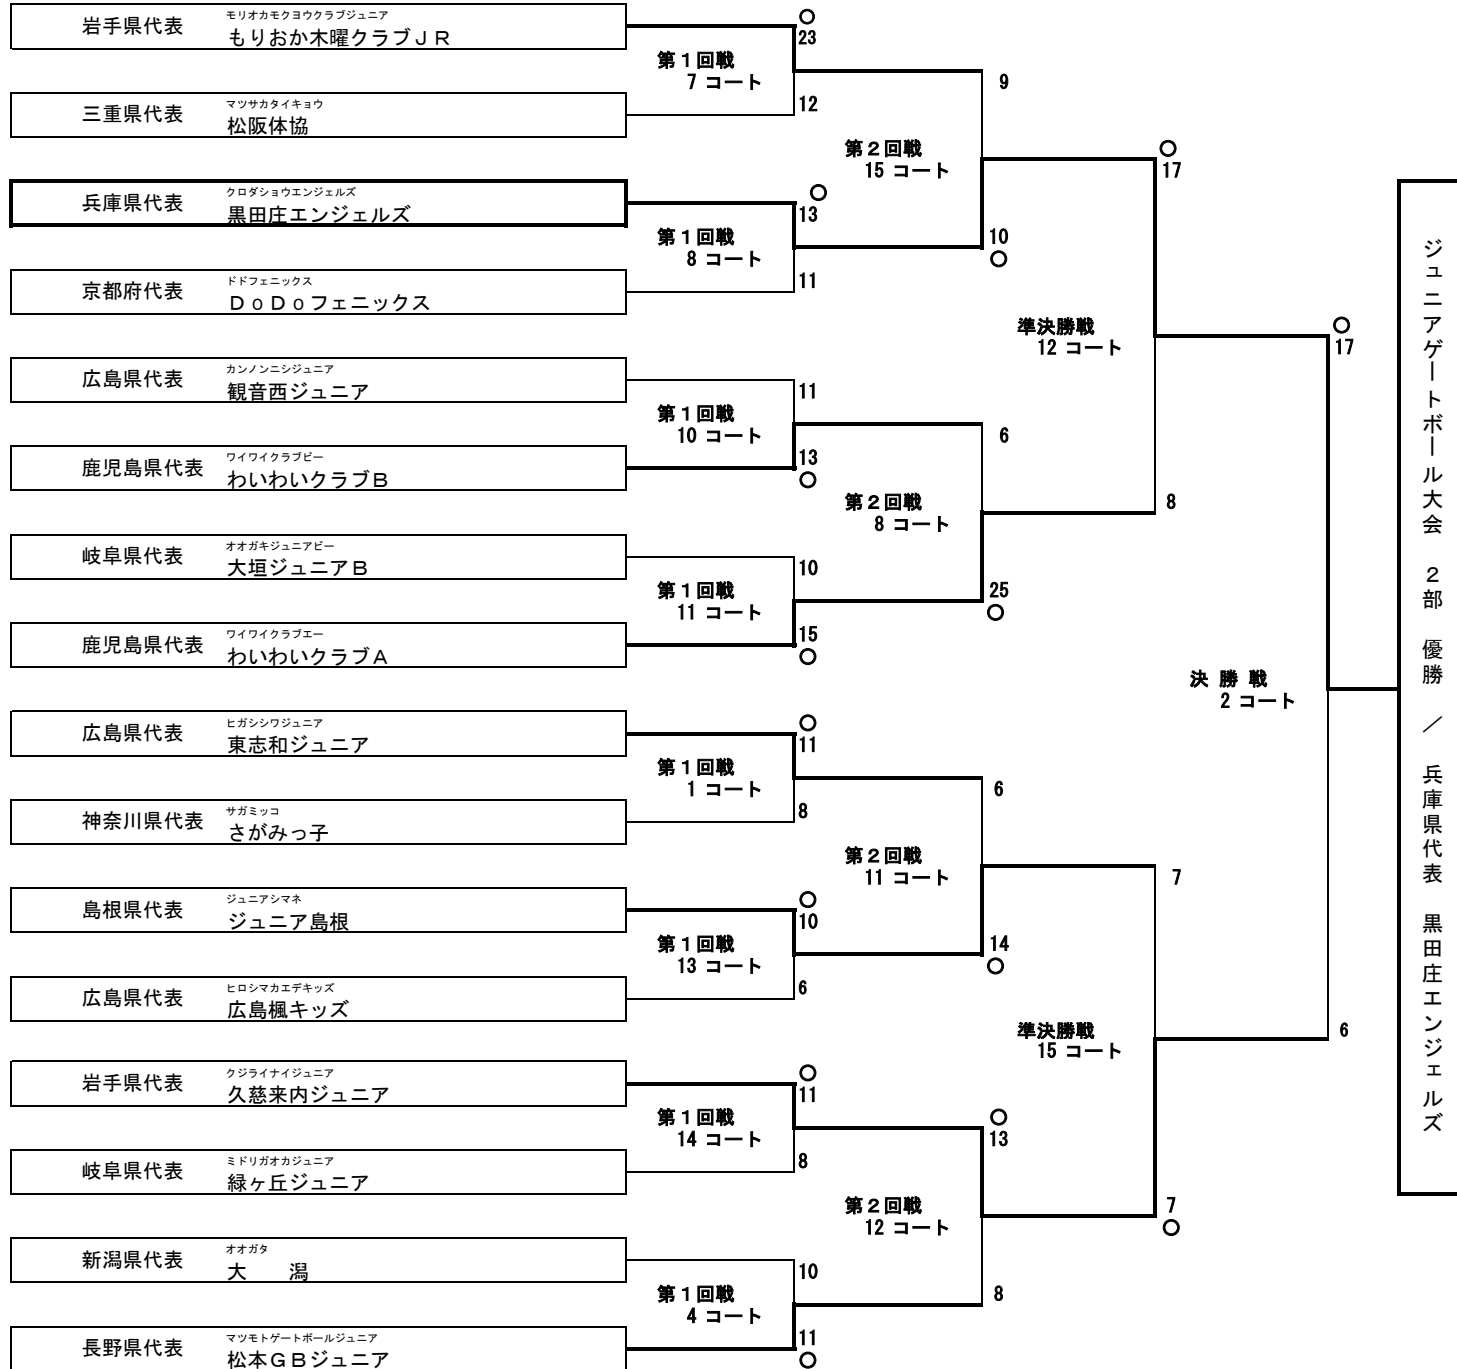 モリオカモクヨウクラブジュニア
岩手県代表 もりおか木曜クラブＪＲ
○
23
第１回戦
7 コート
9
12
マツサカタイキョウ
三重県代表 松阪体協
第２回戦
15 コート
○
17
クロダショウエンジェルズ
兵庫県代表 黒田庄エンジェルズ
○
13
第１回戦
8 コート
10
○
11
ドドフェニックス
京都府代表 ＤｏＤｏフェニックス
準決勝戦
12 コート
○
17
カンノンニシジュニア
広島県代表 観音西ジュニア
11
第１回戦
10 コート
6
ワイワイクラブビー
鹿児島県代表 わいわいクラブＢ
13
○
第２回戦
8 コート
8
オオガキジュニアビー
岐阜県代表 大垣ジュニアＢ
10
第１回戦
11 コート
25
○
ワイワイクラブエー
鹿児島県代表 わいわいクラブＡ
15
○
決 勝 戦
2 コート
ヒガシシワジュニア
広島県代表 東志和ジュニア
○
11
第１回戦
1 コート
6
サガミッコ
神奈川県代表 さがみっ子
8
第２回戦
11 コート
7
ジュニアシマネ
島根県代表 ジュニア島根
○
10
第１回戦
13 コート
14
○
ヒロシマカエデキッズ
広島県代表 広島楓キッズ
6
準決勝戦
15 コート
6
クジライナイジュニア
岩手県代表 久慈来内ジュニア
○
11
第１回戦
14 コート
○
13
ミドリガオカジュニア
岐阜県代表 緑ヶ丘ジュニア
8
第２回戦
12 コート
7
○
オオガタ
新潟県代表 大　　潟
10
第１回戦
4 コート
8
マツモトゲートボールジュニア
長野県代表 松本ＧＢジュニア
11
○
ジュニアゲートボール大会　２部　優勝　／　兵庫県代表　黒田庄エンジェルズ